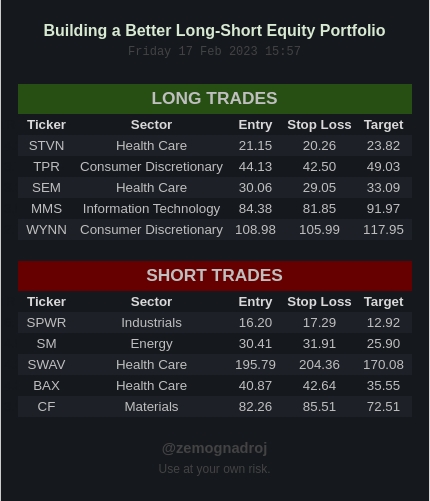 Building a Better Long-Short Equity Portfolio
Friday 17 Feb 2023 15:57
LONG TRADES
Ticker Sector Entry Stop Loss Target
STVN Health Care 21.15 20.26 23.82
TPR Consumer Discretionary 44.13 42.50 49.03
SEM Health Care 30.06 29.05 33.09
MMS Information Technology 84.38 81.85 91.97
WYNN Consumer Discretionary 108.98 105.99 117.95
SHORT TRADES
Ticker Sector Entry Stop Loss Target
SPWR Industrials 16.20 17.29 12.92
SM Energy 30.41 31.91 25.90
SWAV Health Care 195.79 204.36 170.08
BAX Health Care 40.87 42.64 35.55
CF Materials 82.26 85.51 72.51
@zemognadroj
Use at your own risk.